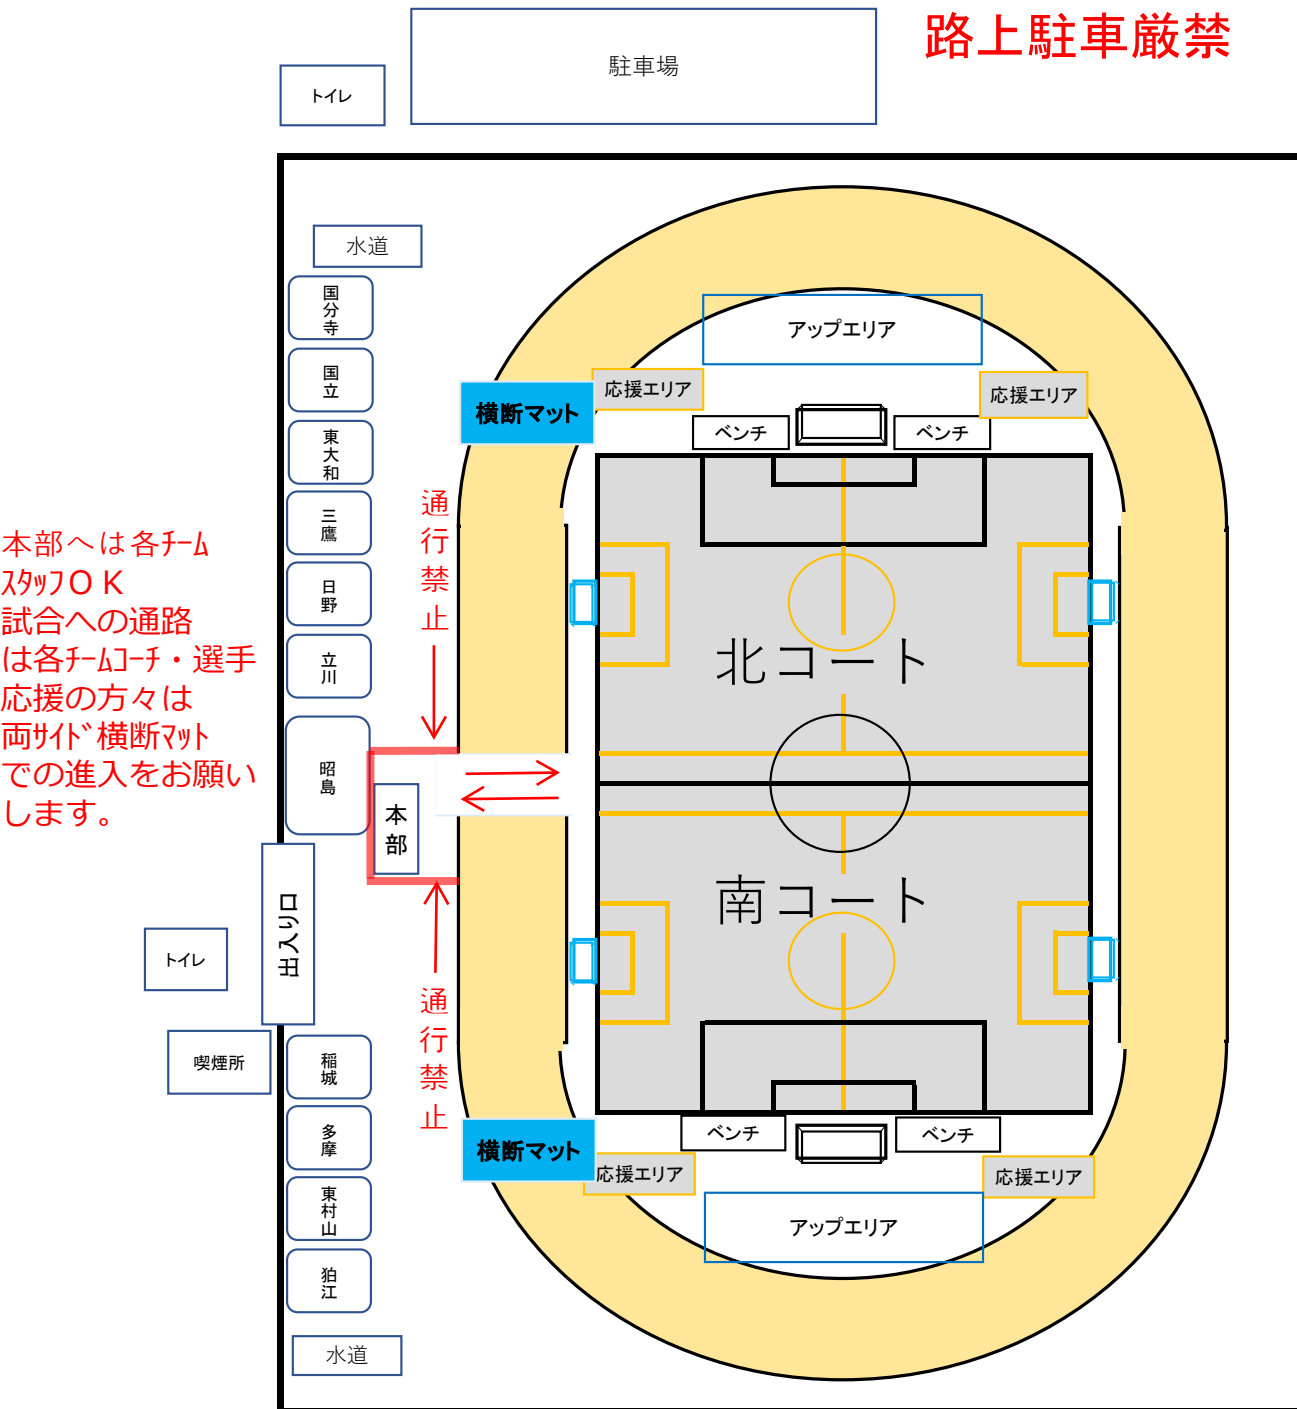 路上駐車厳禁
駐車場
トイレ
水道
国分寺
国立
東大和
三鷹
日野
立川
昭島
本部
出入り口
トイレ
喫煙所
稲城
多摩
東村山
狛江
水道
本部へは各ﾁｰﾑ
ｽﾀｯﾌＯＫ
試合への通路
は各ﾁｰﾑｺｰﾁ・選手
応援の方々は
両ｻｲﾄﾞ横断ﾏｯﾄ
での進入をお願い
します。
通行禁止
通行禁止
アップエリア
応援エリア
応援エリア
横断マット
ベンチ
ベンチ
北コート
南コート
ベンチ
ベンチ
横断マット
応援エリア
応援エリア
アップエリア